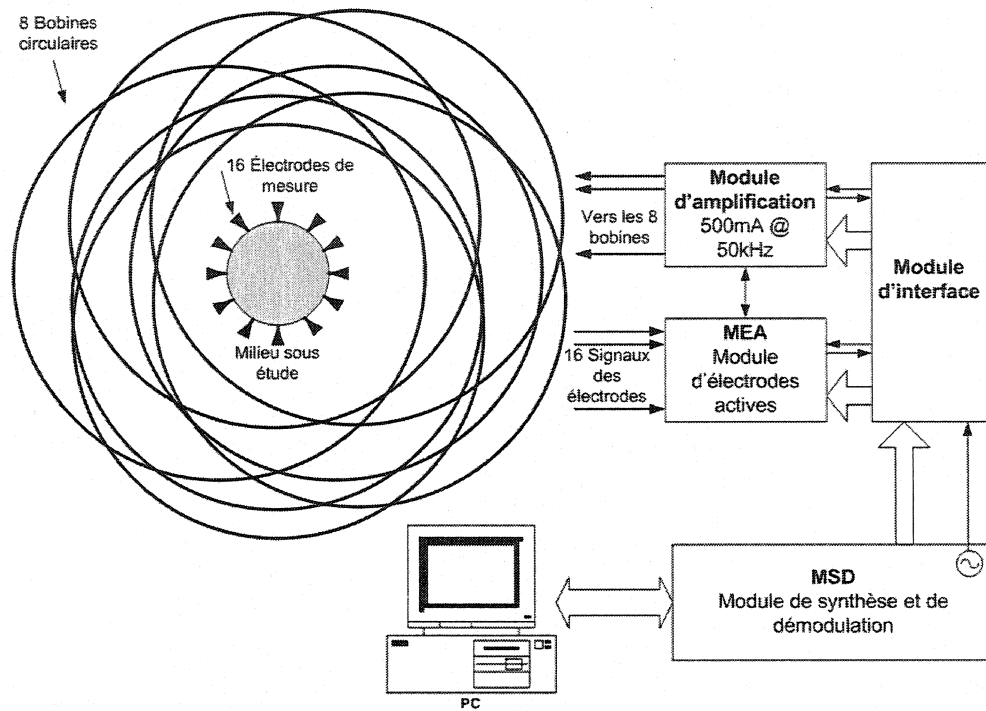 8 Bobines
circulaires
16 Électrodes de
mesure
Milieu sous
étude
Vers les 8
bobines
16 Signaux
des
électrodes
Module
d'amplification
500mA @
50kHz
MEA
Module
d'électrodes
actives
Module
d'interface
MSD
Module de synthèse et de
démodulation
PC